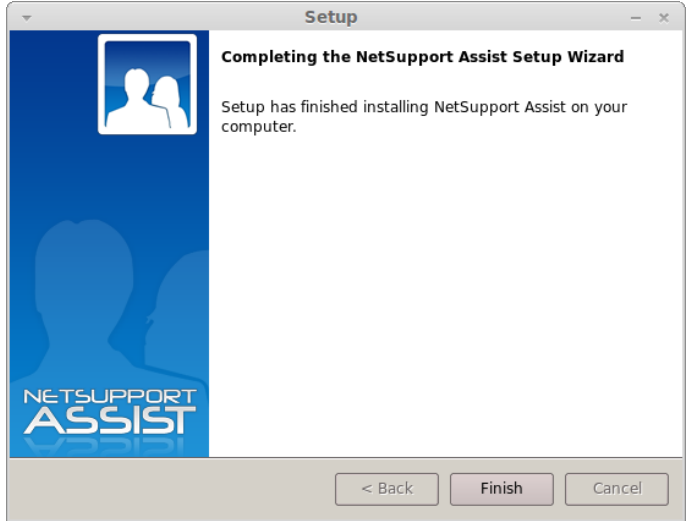 Setup
Completing the NetSupport Assist Setup Wizard
Setup has finished installing NetSupport Assist on your
computer.
NETSUPPORT
ASSIST
< Back
Finish
Cancel